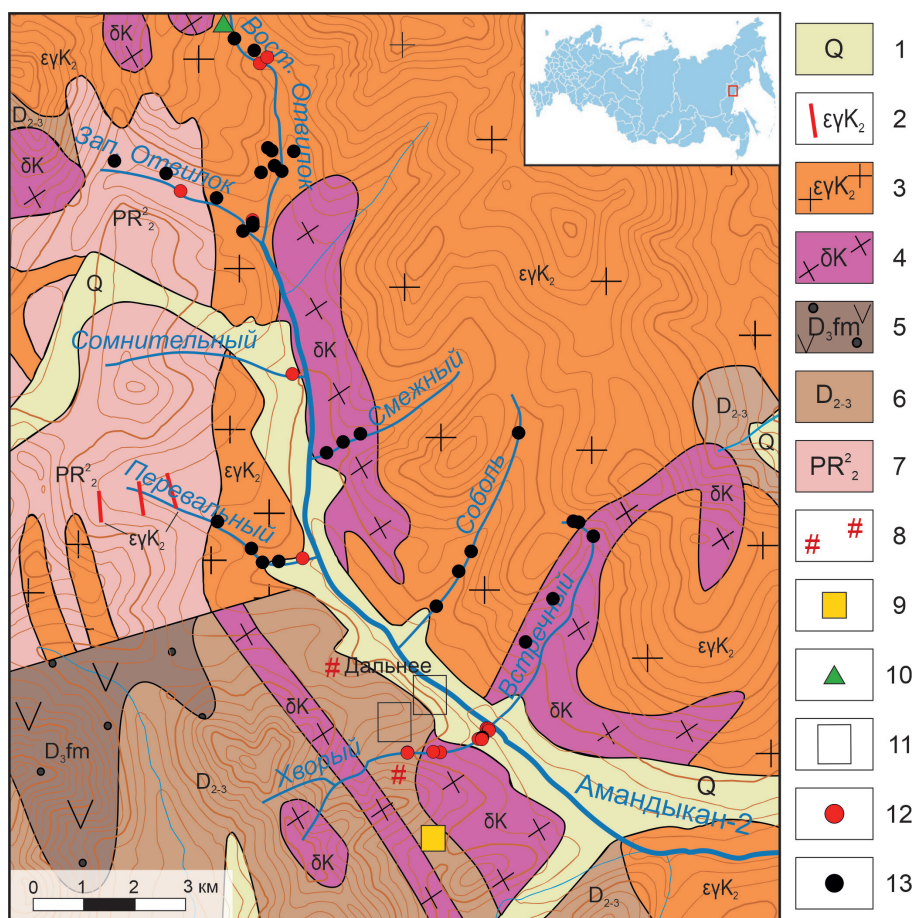 δK
εγK₂
Вост. Отвилок
D₂₋₃
δK
Зап. Отвилок
PR²₂
εγK₂
Q
Сомнительный
δK
Смежный
D₂₋₃
Q
PR²₂
εγK₂
Перевальный
εγK₂
Соболь
δK
εγK₂
# Дальнее
Встречный
δK
D₃fm
D₂₋₃
δK
Хворый
#
δK
δK
Q
Амандыкан-2
D₂₋₃
εγK₂
0 1 2 3 км
Q 1
εγK₂ 2
εγK₂ 3
δK 4
D₃fm 5
D₂₋₃ 6
PR²₂ 7
# # 8
9
10
11
12
13